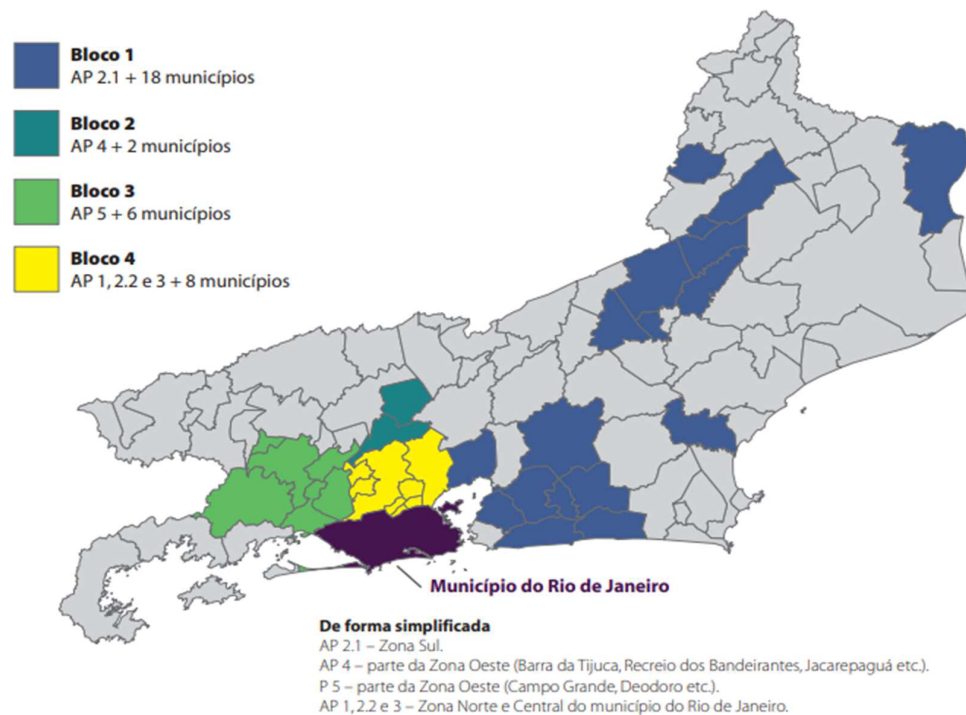 Bloco 1
AP 2.1 + 18 municípios
Bloco 2
AP 4 + 2 municípios
Bloco 3
AP 5 + 6 municípios
Bloco 4
AP 1, 2.2 e 3 + 8 municípios
Município do Rio de Janeiro
De forma simplificada
AP 2.1 – Zona Sul.
AP 4 – parte da Zona Oeste (Barra da Tijuca, Recreio dos Bandeirantes, Jacarepaguá etc.).
P 5 – parte da Zona Oeste (Campo Grande, Deodoro etc.).
AP 1, 2.2 e 3 – Zona Norte e Central do município do Rio de Janeiro.